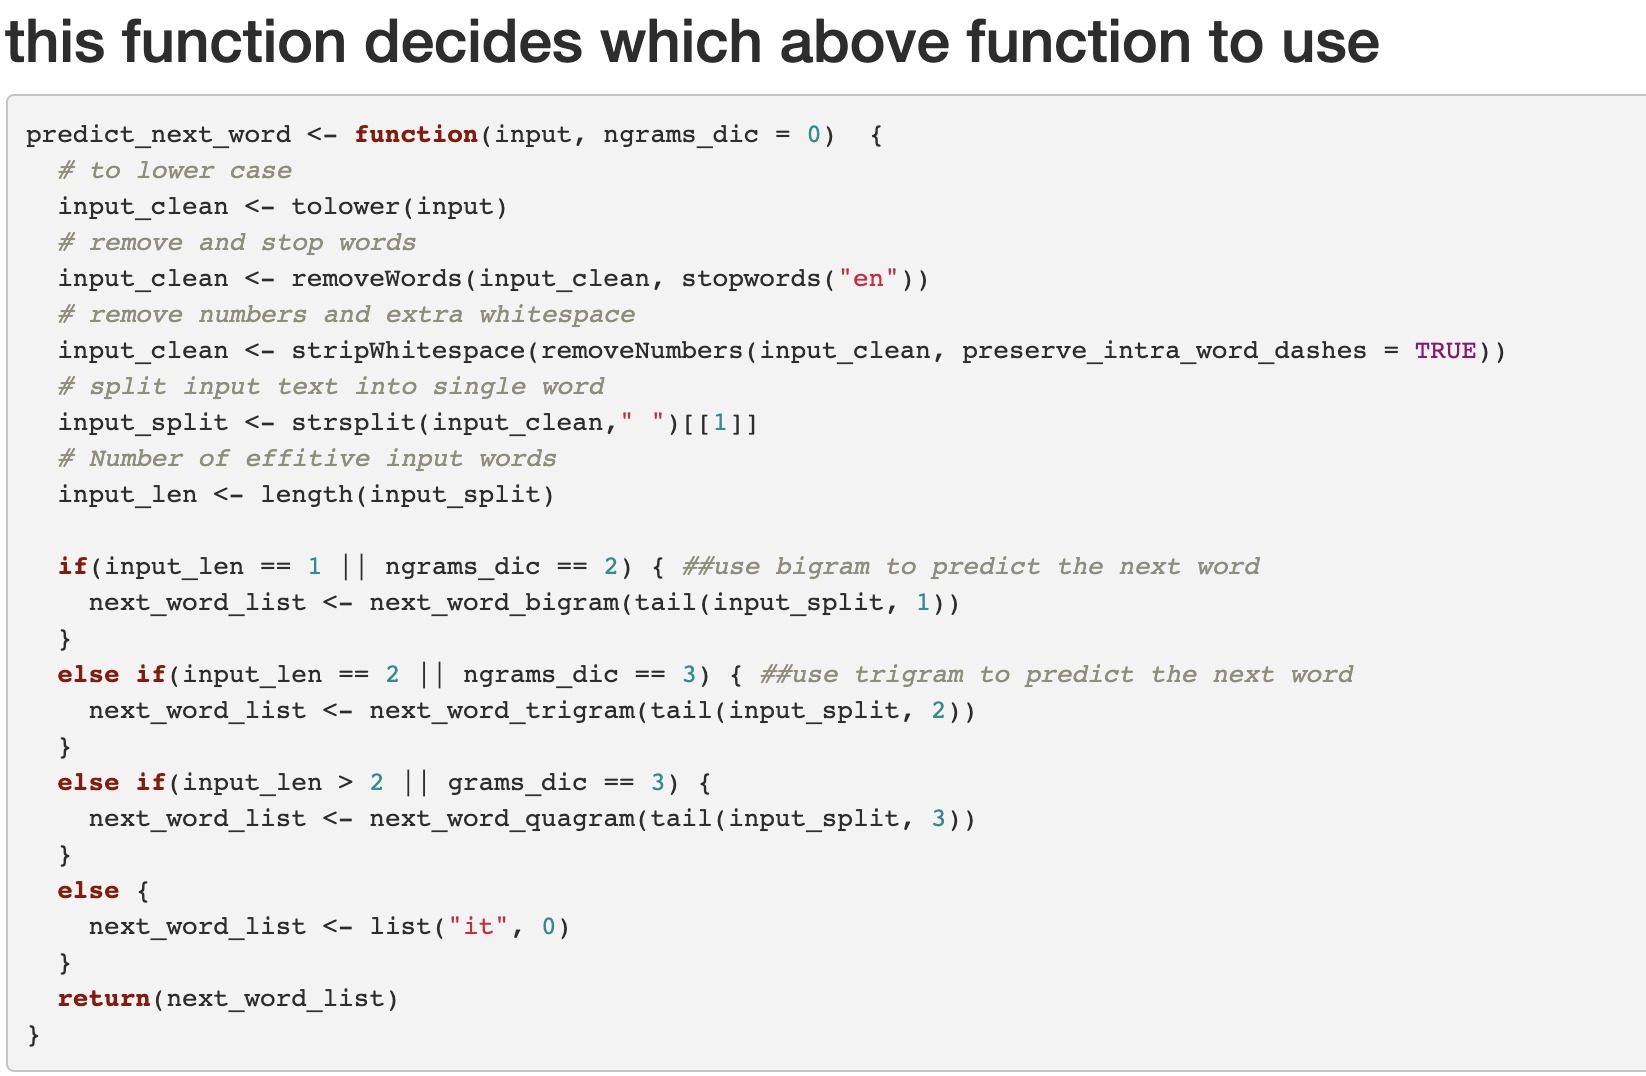 this function decides which above function to use
predict_next_word <- function(input, ngrams_dic = 0)  {
  # to lower case
  input_clean <- tolower(input)
  # remove and stop words
  input_clean <- removeWords(input_clean, stopwords("en"))
  # remove numbers and extra whitespace
  input_clean <- stripWhitespace(removeNumbers(input_clean, preserve_intra_word_dashes = TRUE))
  # split input text into single word
  input_split <- strsplit(input_clean," ")[[1]]
  # Number of effitive input words
  input_len <- length(input_split)

  if(input_len == 1 || ngrams_dic == 2) { ##use bigram to predict the next word
    next_word_list <- next_word_bigram(tail(input_split, 1))
  }
  else if(input_len == 2 || ngrams_dic == 3) { ##use trigram to predict the next word
    next_word_list <- next_word_trigram(tail(input_split, 2))
  }
  else if(input_len > 2 || grams_dic == 3) {
    next_word_list <- next_word_quagram(tail(input_split, 3))
  }
  else {
    next_word_list <- list("it", 0)
  }
  return(next_word_list)
}